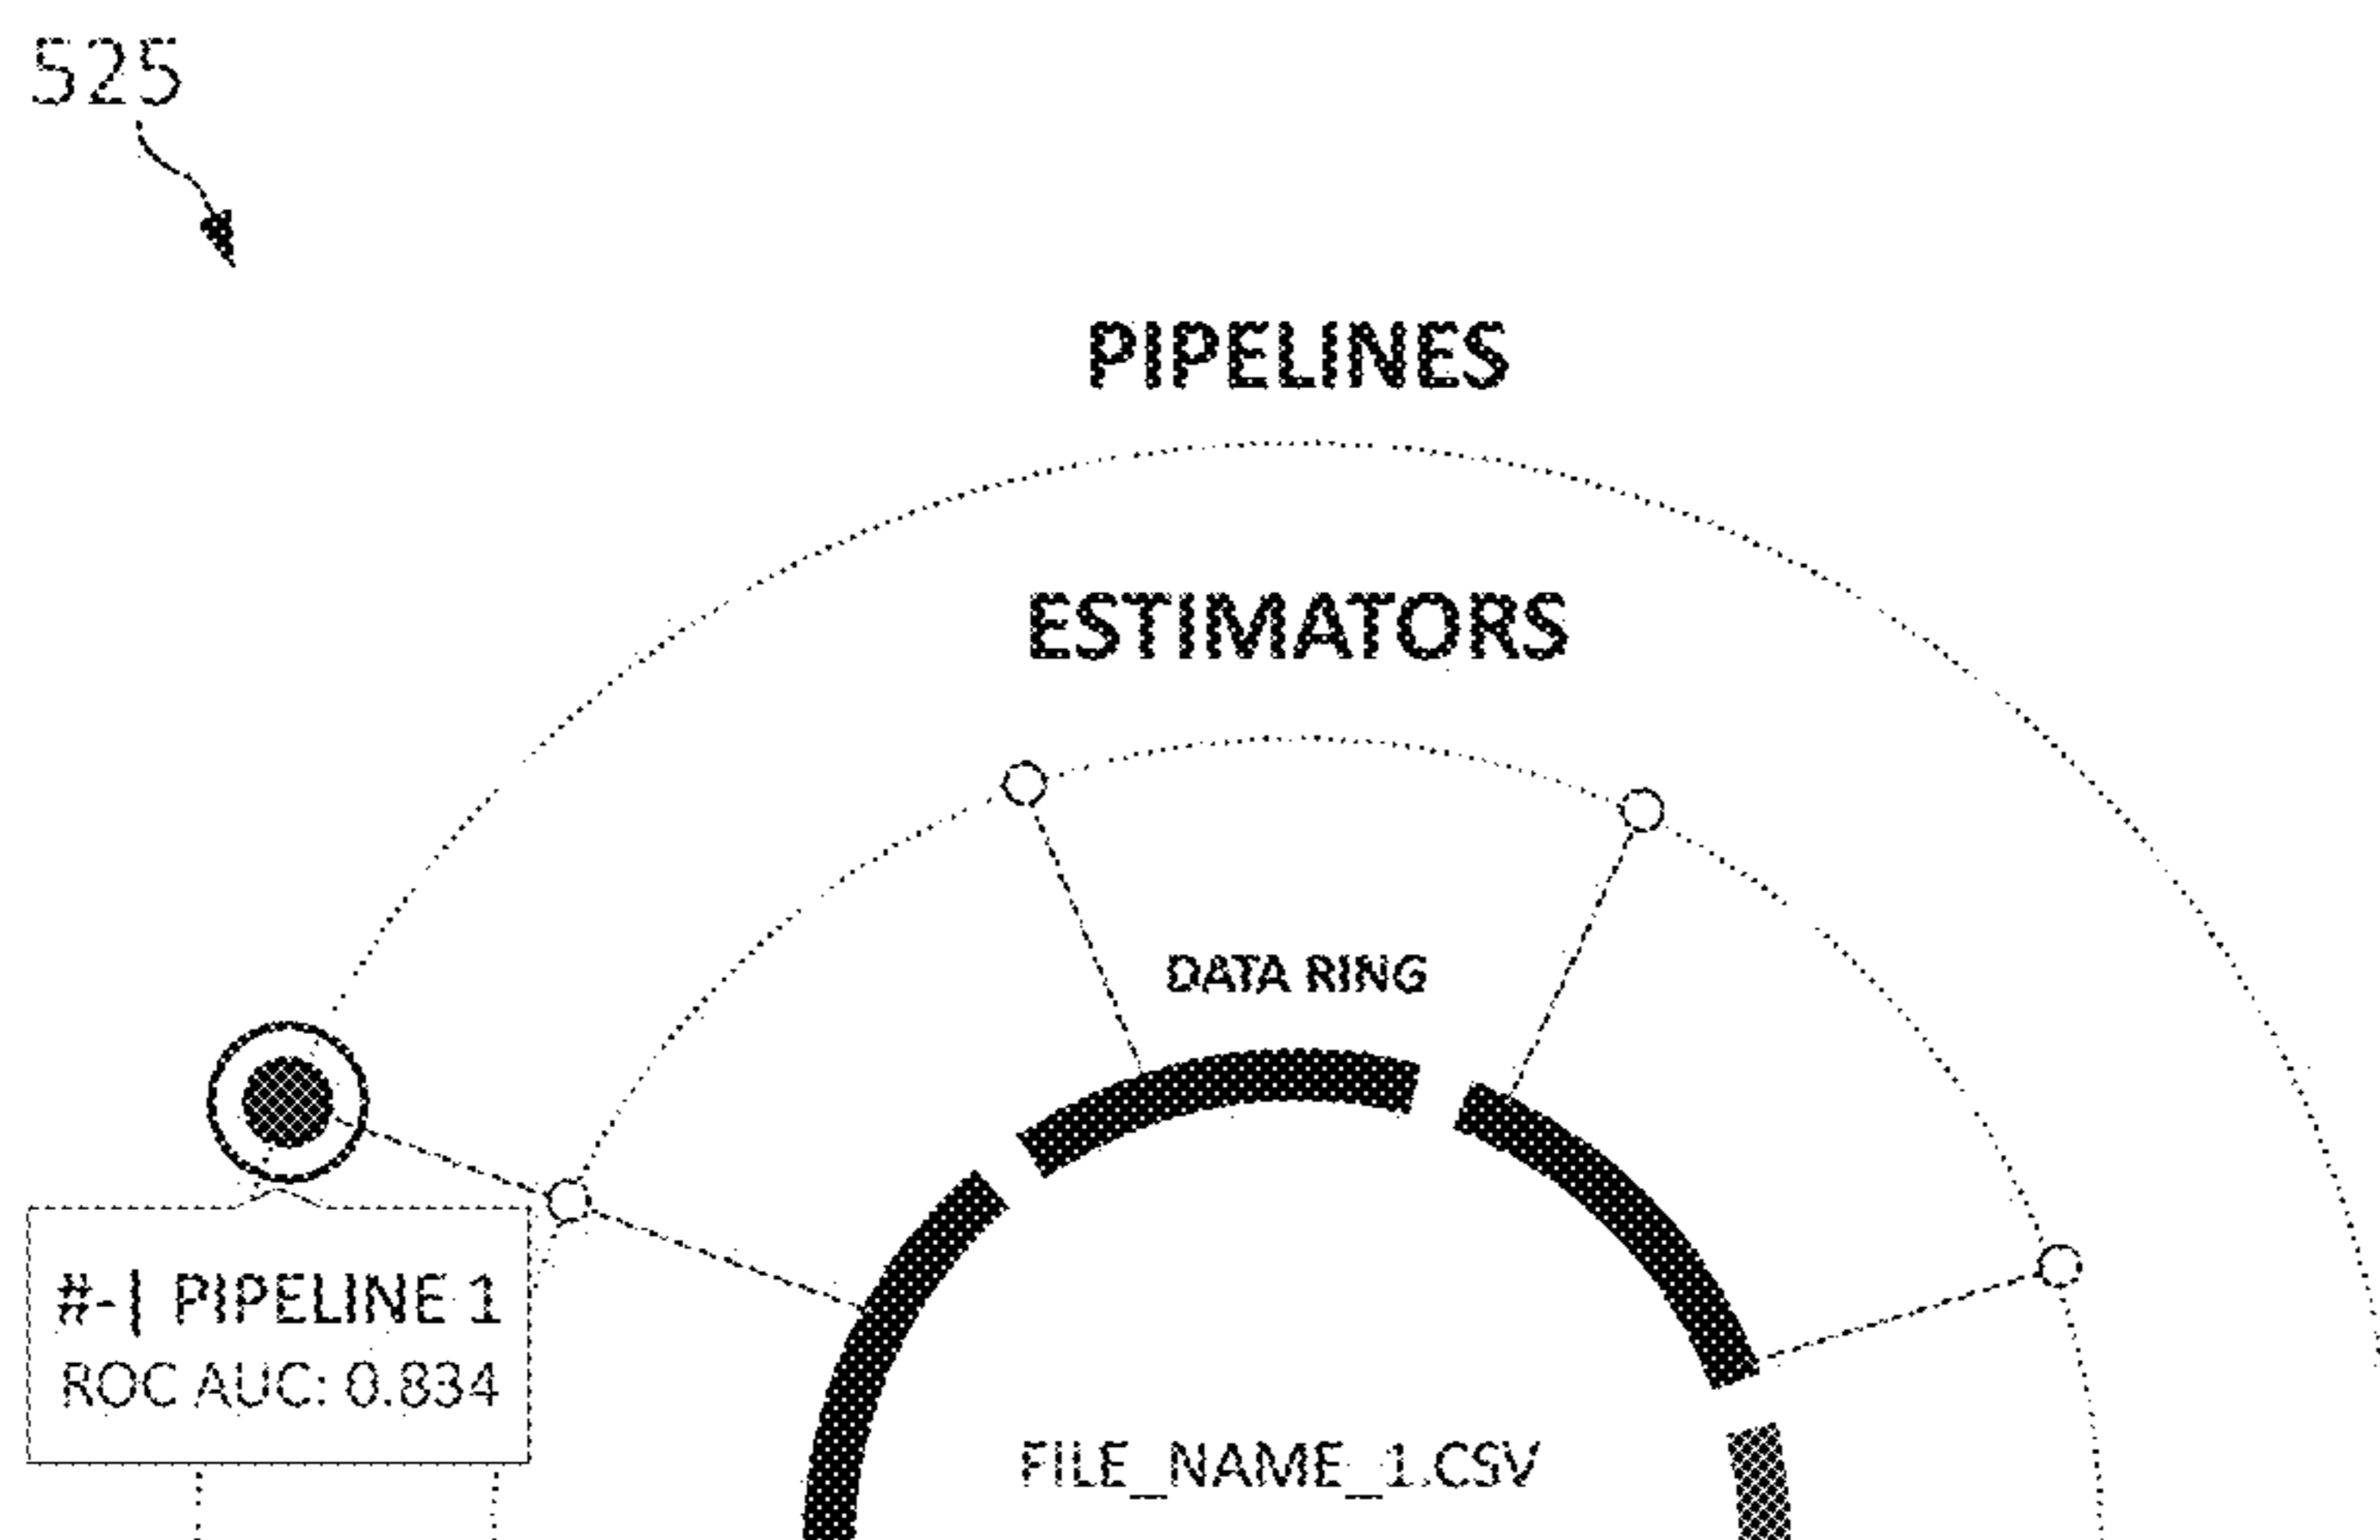 525
PIPELINES
ESTIMATORS
DATA RING
#-| PIPELINE 1
ROC AUC: 0.834
FILE_NAME_1.CSV